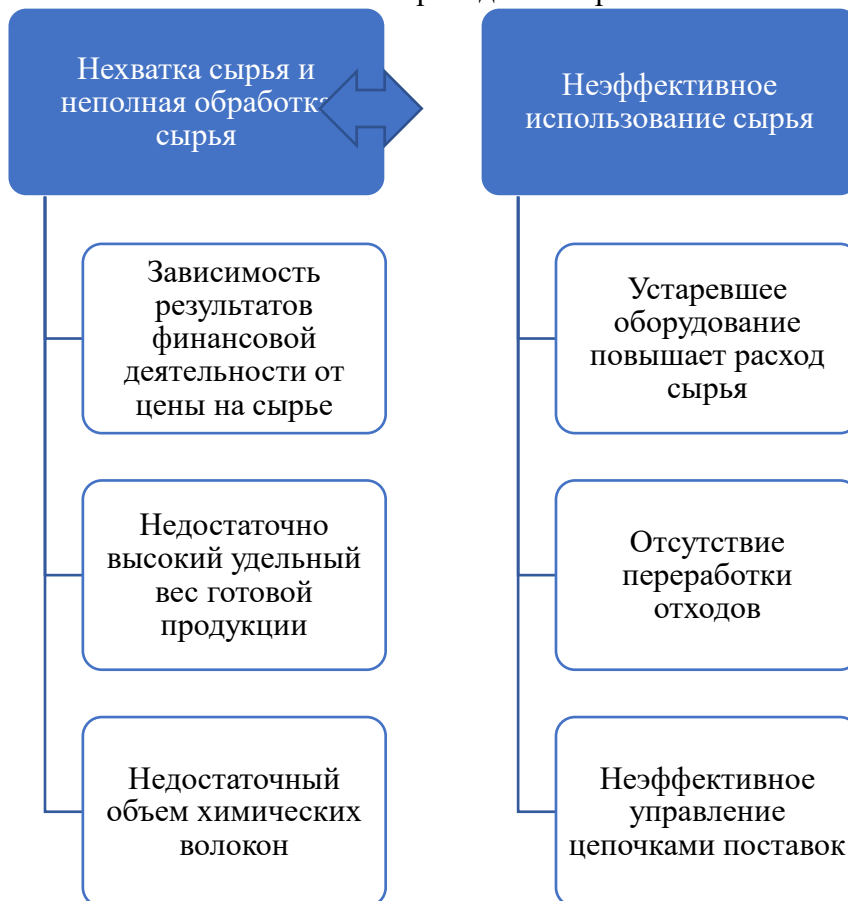 Нехватка сырья и
неполная обработка
сырья
Зависимость
результатов
финансовой
деятельности от
цены на сырье
Недостаточно
высокий удельный
вес готовой
продукции
Недостаточный
объем химических
волокон
Неэффективное
использование сырья
Устаревшее
оборудование
повышает расход
сырья
Отсутствие
переработки
отходов
Неэффективное
управление
цепочками поставок